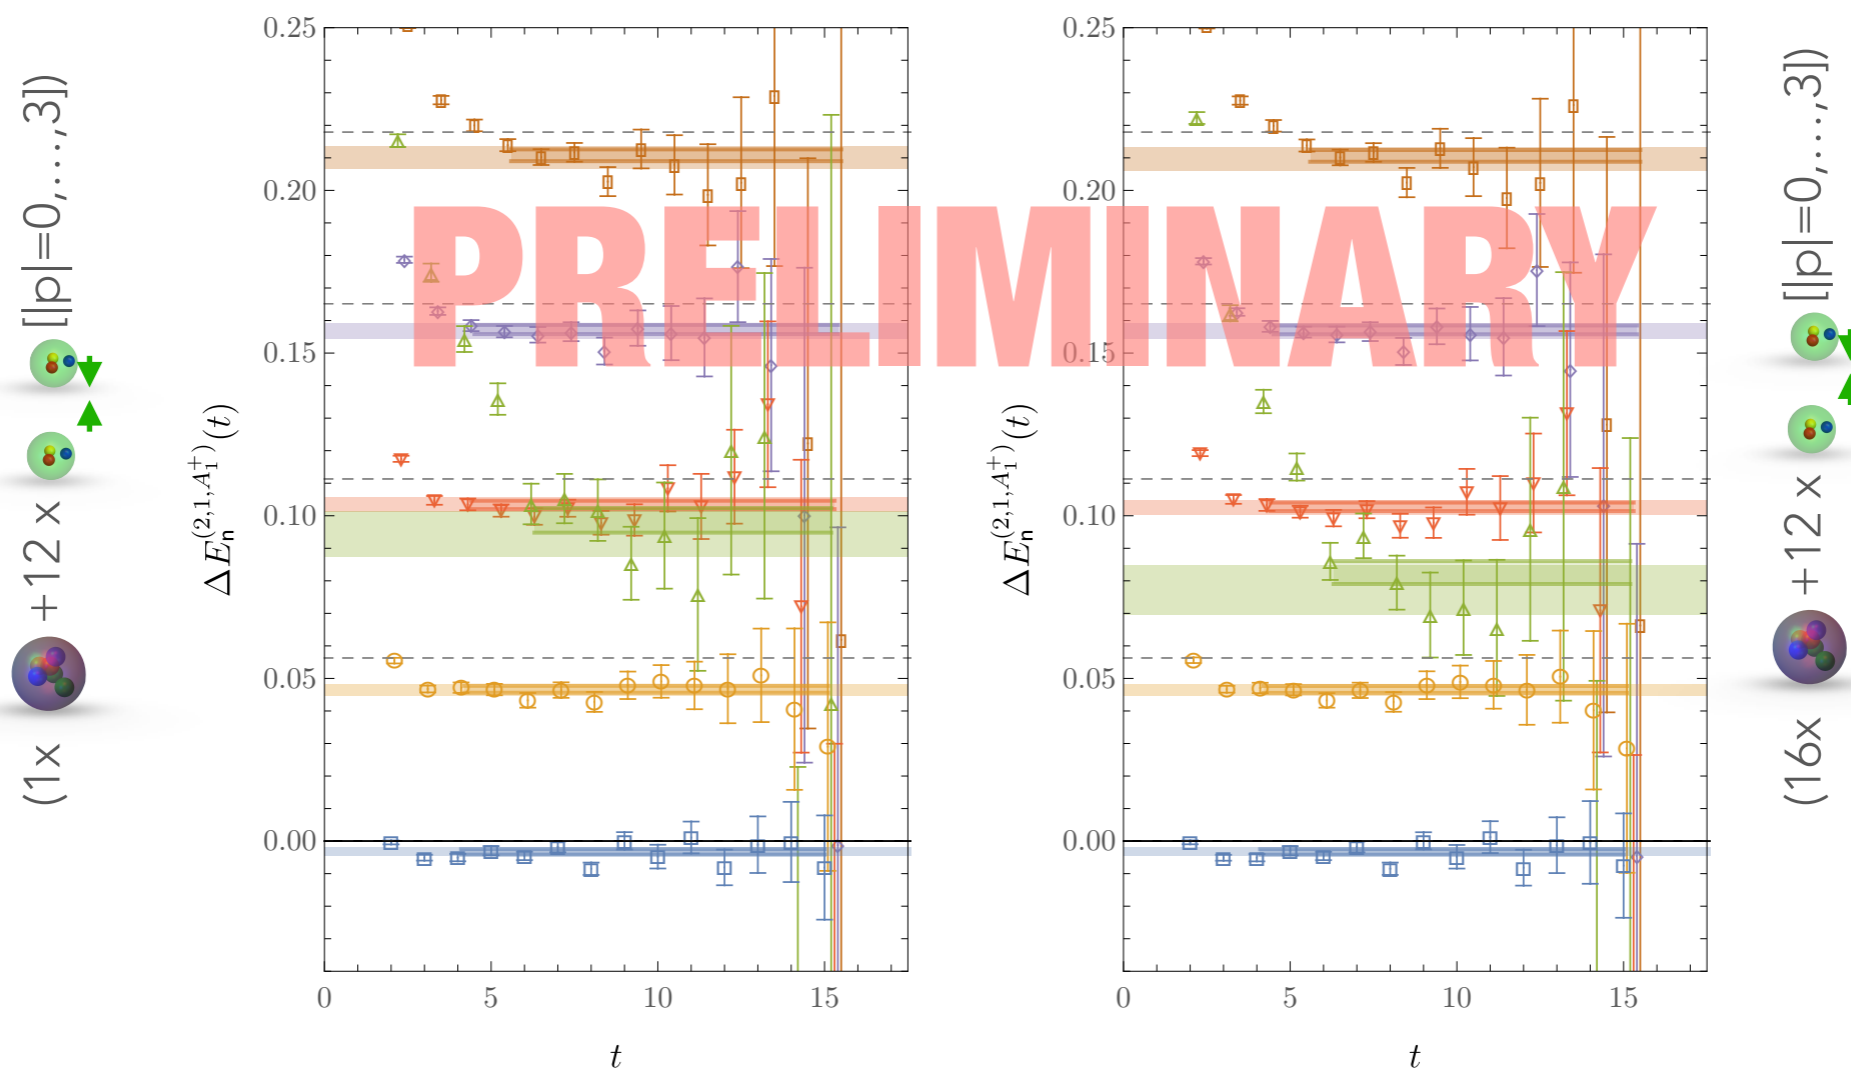 (1x +12 x [|p|=0,...,3])
ΔE_n^{(2,1,A_1^+)}(t)
0.25
0.20
0.15
0.10
0.05
0.00
0 5 10 15
t
PRELIMINARY
ΔE_n^{(2,1,A_1^+)}(t)
0.25
0.20
0.15
0.10
0.05
0.00
0 5 10 15
t
(16x +12 x [|p|=0,...,3])